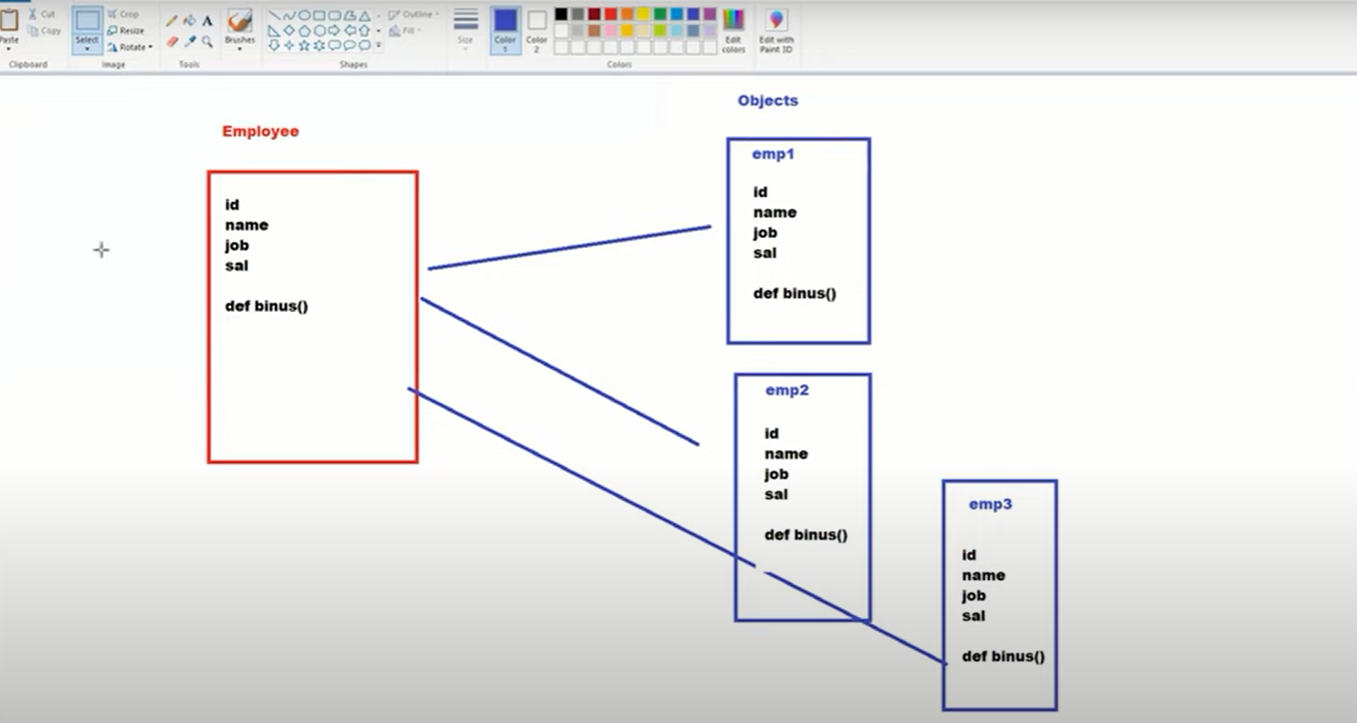 Paste
Cut
Copy
Clipboard
Select
Crop
Resize
Rotate
Image
Tools
Brushes
Shapes
Outline
Fill
Size
Color 1
Color 2
Edit colors
Edit with Paint 3D
Colors
Employee
id
name
job
sal
def binus()
Objects
emp1
id
name
job
sal
def binus()
emp2
id
name
job
sal
def binus()
emp3
id
name
job
sal
def binus()